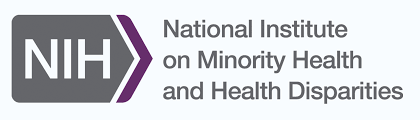 NIH
National Institute
on Minority Health
and Health Disparities